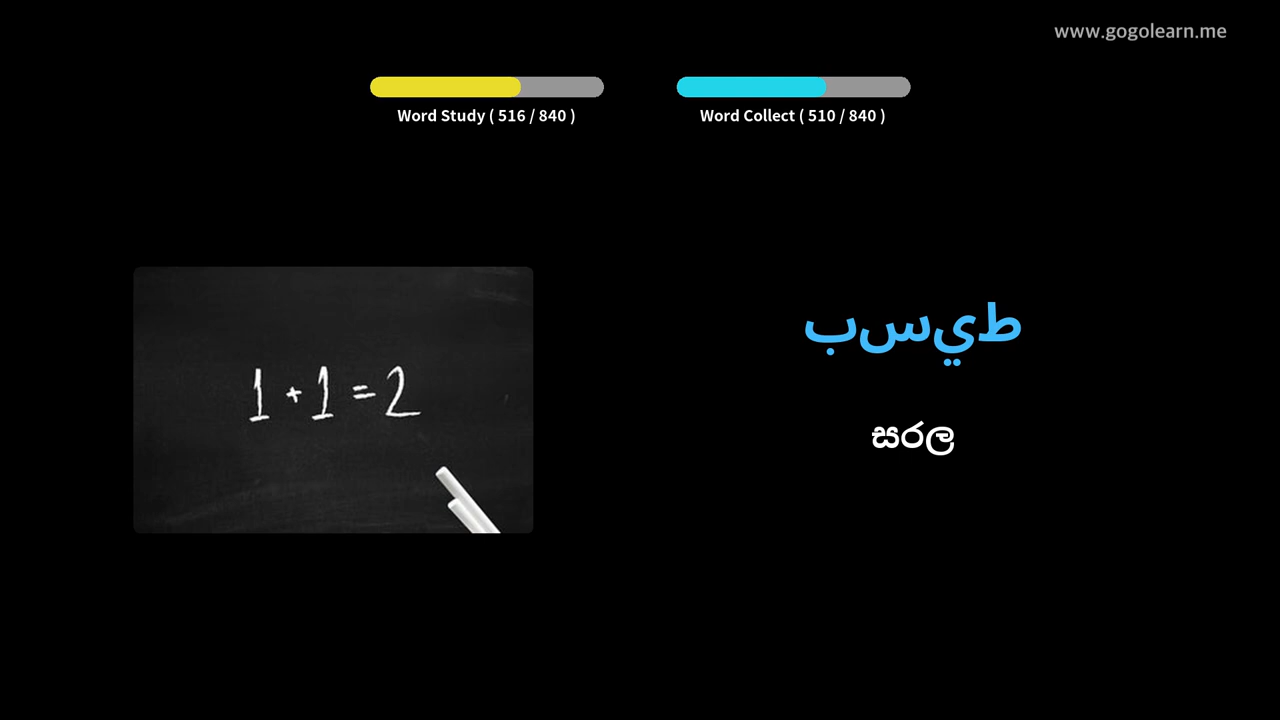 www.gogolearn.me
Word Study ( 516 / 840 )
Word Collect ( 510 / 840 )
1 + 1 = 2
بسيط
සරල